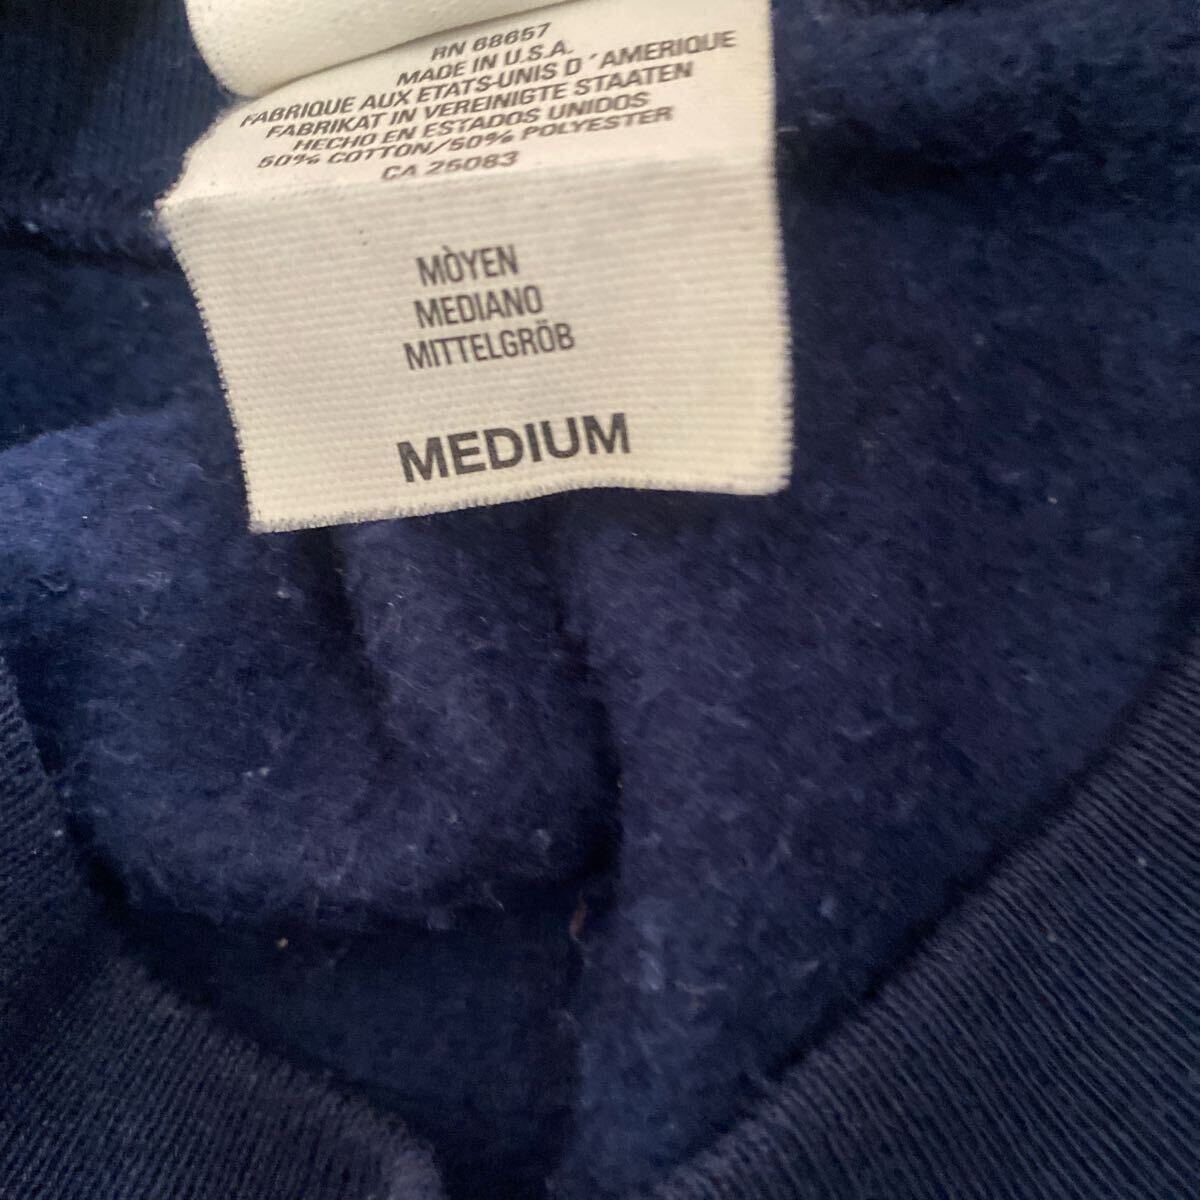 RN 68657
MADE IN U.S.A.
FABRIQUE AUX ETATS-UNIS D'AMERIQUE
FABRIKAT IN VEREINIGTE STAATEN
HECHO EN ESTADOS UNIDOS
50% COTTON/50% POLYESTER
CA 25083
MÒYEN
MEDIANO
MITTELGRÖB
MEDIUM